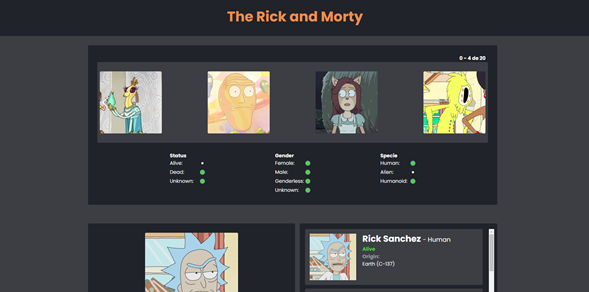 The Rick and Morty
0 - 4 de 20
Status
Alive:
Dead:
Unknown:
Gender
Female:
Male:
Genderless:
Unknown:
Specie
Human:
Alien:
Humanoid:
Rick Sanchez - Human
Alive
Origin:
Earth (C-137)